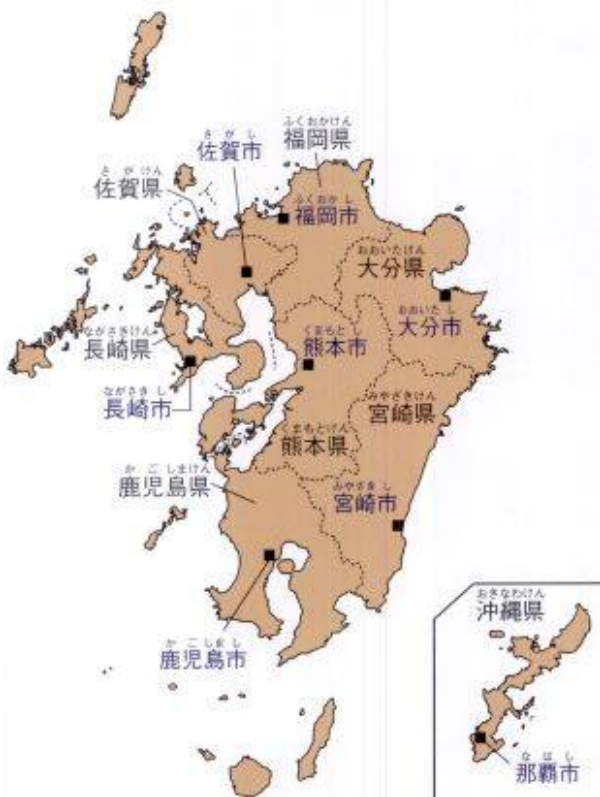 ふくおかけん
福岡県
さがし
佐賀市
さがけん
佐賀県
ふくおかし
福岡市
おおいたけん
大分県
おおいたし
大分市
ながさきけん
長崎県
くまもとし
熊本市
ながさきし
長崎市
みやざきけん
宮崎県
くまもとけん
熊本県
かごしまけん
鹿児島県
みやざきし
宮崎市
かごしまし
鹿児島市
おきなわけん
沖縄県
なはし
那覇市